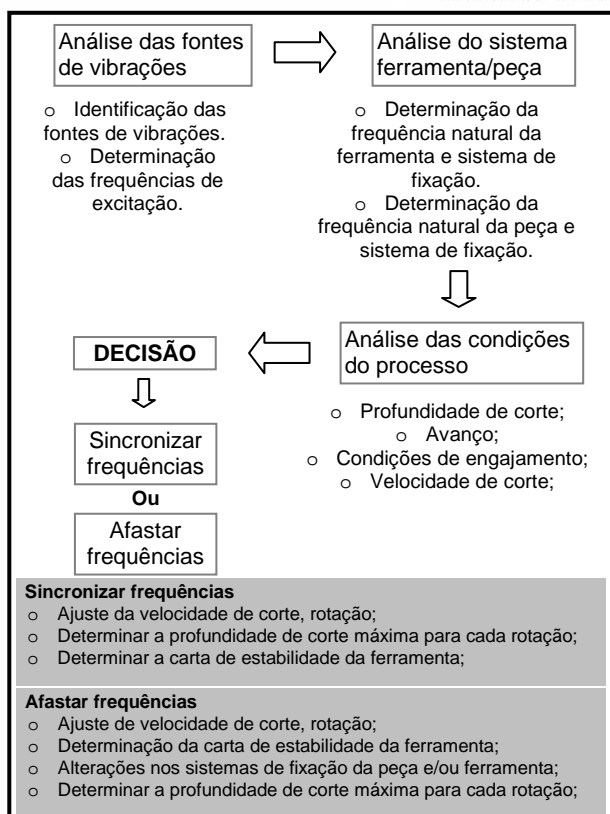 Análise das fontes
de vibrações
o Identificação das
fontes de vibrações.
o Determinação
das frequências de
excitação.
Análise do sistema
ferramenta/peça
o Determinação da
frequência natural da
ferramenta e sistema de
fixação.
o Determinação da
frequência natural da peça e
sistema de fixação.
Análise das condições
do processo
o Profundidade de corte;
o Avanço;
o Condições de engajamento;
o Velocidade de corte;
DECISÃO
Sincronizar
frequências
Ou
Afastar
frequências
Sincronizar frequências
o Ajuste da velocidade de corte, rotação;
o Determinar a profundidade de corte máxima para cada rotação;
o Determinar a carta de estabilidade da ferramenta;
Afastar frequências
o Ajuste de velocidade de corte, rotação;
o Determinação da carta de estabilidade da ferramenta;
o Alterações nos sistemas de fixação da peça e/ou ferramenta;
o Determinar a profundidade de corte máxima para cada rotação;